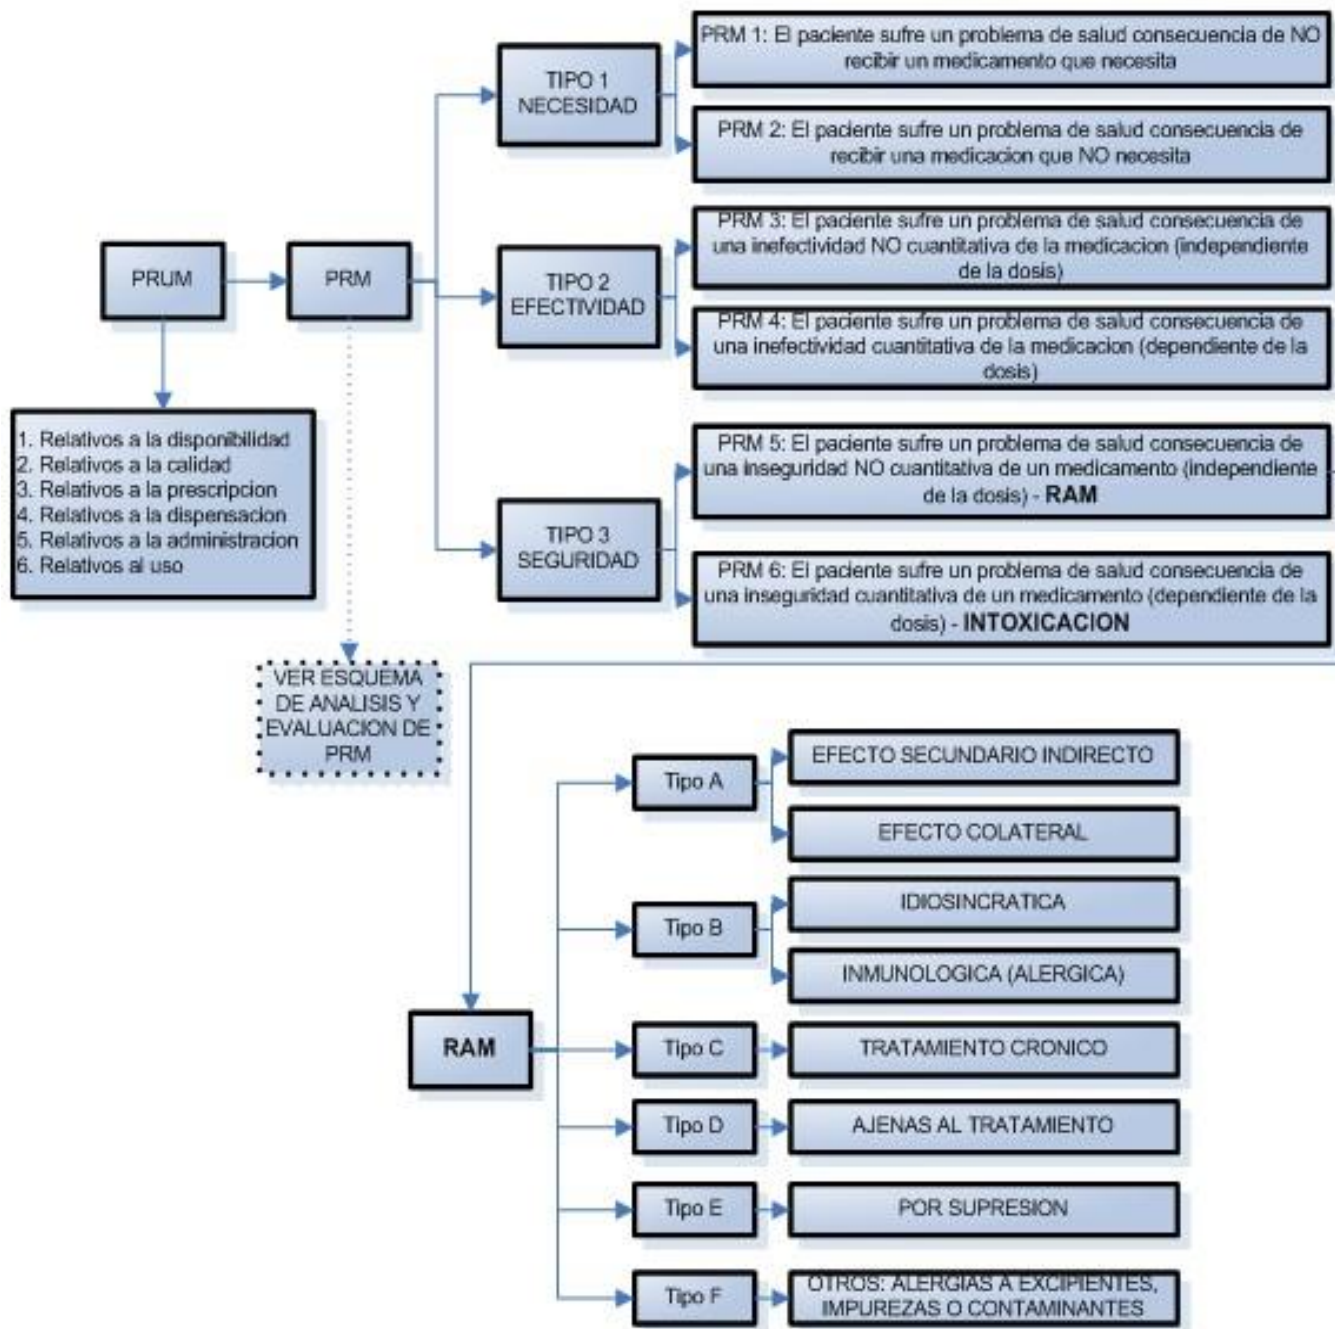 PRUM
PRM
1. Relativos a la disponibilidad
2. Relativos a la calidad
3. Relativos a la prescripcion
4. Relativos a la dispensacion
5. Relativos a la administracion
6. Relativos al uso
VER ESQUEMA
DE ANALISIS Y
EVALUACION DE
PRM
TIPO 1
NECESIDAD
PRM 1: El paciente sufre un problema de salud consecuencia de NO
recibir un medicamento que necesita
PRM 2: El paciente sufre un problema de salud consecuencia de
recibir una medicacion que NO necesita
TIPO 2
EFECTIVIDAD
PRM 3: El paciente sufre un problema de salud consecuencia de
una inefectividad NO cuantitativa de la medicacion (independiente
de la dosis)
PRM 4: El paciente sufre un problema de salud consecuencia de
una inefectividad cuantitativa de la medicacion (dependiente de la
dosis)
TIPO 3
SEGURIDAD
PRM 5: El paciente sufre un problema de salud consecuencia de
una inseguridad NO cuantitativa de un medicamento (independiente
de la dosis) - RAM
PRM 6: El paciente sufre un problema de salud consecuencia de
una inseguridad cuantitativa de un medicamento (dependiente de la
dosis) - INTOXICACION
RAM
Tipo A
EFECTO SECUNDARIO INDIRECTO
EFECTO COLATERAL
Tipo B
IDIOSINCRATICA
INMUNOLOGICA (ALERGICA)
Tipo C
TRATAMIENTO CRONICO
Tipo D
AJENAS AL TRATAMIENTO
Tipo E
POR SUPRESION
Tipo F
OTROS: ALERGIAS A EXCIPIENTES,
IMPUREZAS O CONTAMINANTES